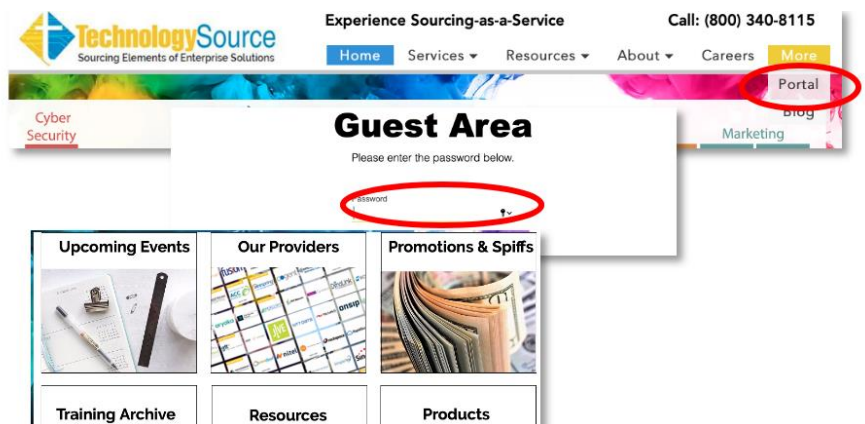 TechnologySource
Sourcing Elements of Enterprise Solutions
Experience Sourcing-as-a-Service
Call: (800) 340-8115
Home Services Resources About Careers More
Portal
Blog
Cyber
Security
Marketing
Guest Area
Please enter the password below.
Password
Upcoming Events
Our Providers
Promotions & Spiffs
JIVE
onsip
Training Archive
Resources
Products